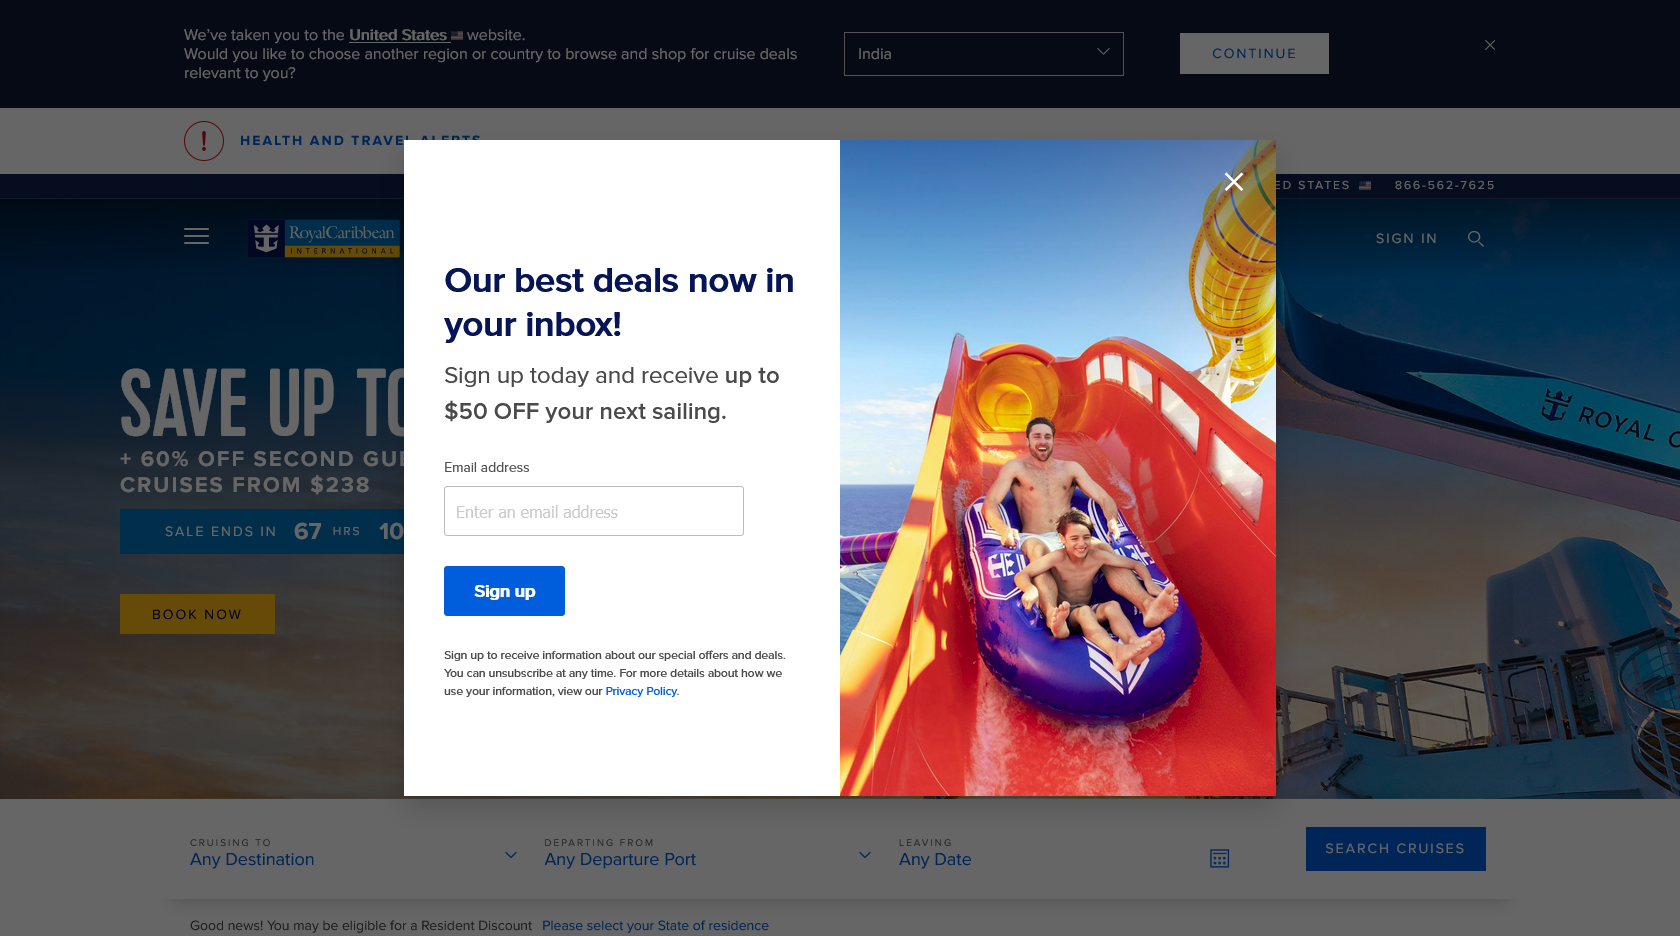 We've taken you to the United States website.
Would you like to choose another region or country to browse and shop for cruise deals
relevant to you?
India
CONTINUE
HEALTH AND TRAVEL ALERTS
STATES
866-562-7625
RoyalCaribbean
INTERNATIONAL
SIGN IN
Our best deals now in
your inbox!
Sign up today and receive up to
$50 OFF your next sailing.
Email address
Enter an email address
Sign up
Sign up to receive information about our special offers and deals.
You can unsubscribe at any time. For more details about how we
use your information, view our Privacy Policy.
SAVE UP TO
+ 60% OFF SECOND
CRUISES FROM $238
SALE ENDS IN 67 HRS 10
BOOK NOW
ROYAL
CRUISING TO
Any Destination
DEPARTING FROM
Any Departure Port
LEAVING
Any Date
SEARCH CRUISES
Good news! You may be eligible for a Resident Discount Please select your State of residence